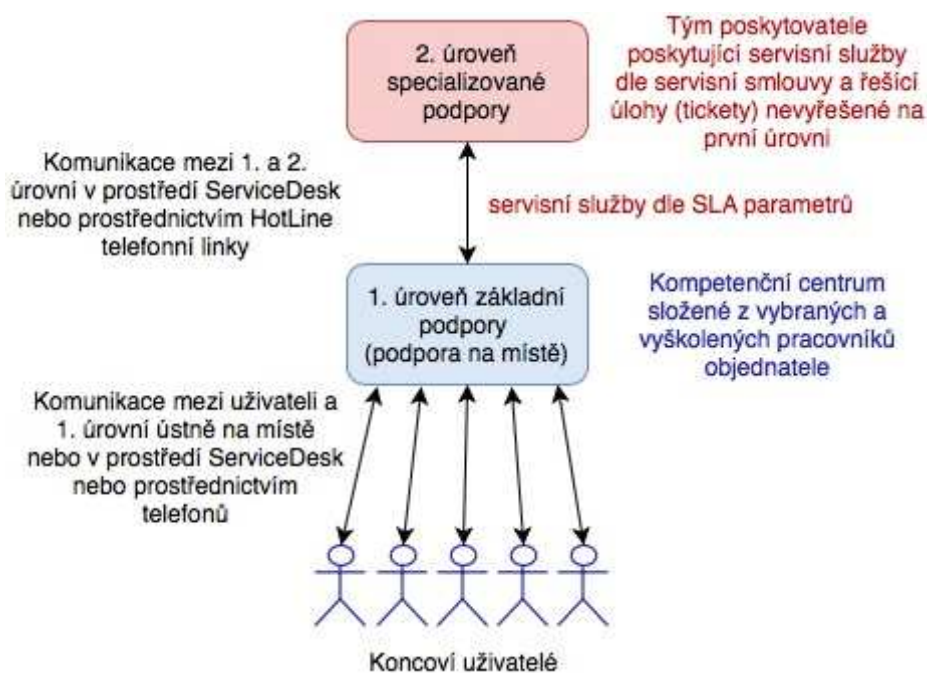 2. úroveň
specializované
podpory
Tým poskytovatele
poskytující servisní služby
dle servisní smlouvy a řešící
úlohy (tickety) nevyřešené na
první úrovni
Komunikace mezi 1. a 2.
úrovní v prostředí ServiceDesk
nebo prostřednictvím HotLine
telefonní linky
servisní služby dle SLA parametrů
1. úroveň základní
podpory
(podpora na místě)
Kompetenční centrum
složené z vybraných a
vyškolených pracovníků
objednatele
Komunikace mezi uživateli a
1. úrovní ústně na místě
nebo v prostředí ServiceDesk
nebo prostřednictvím
telefonů
Koncoví uživatelé